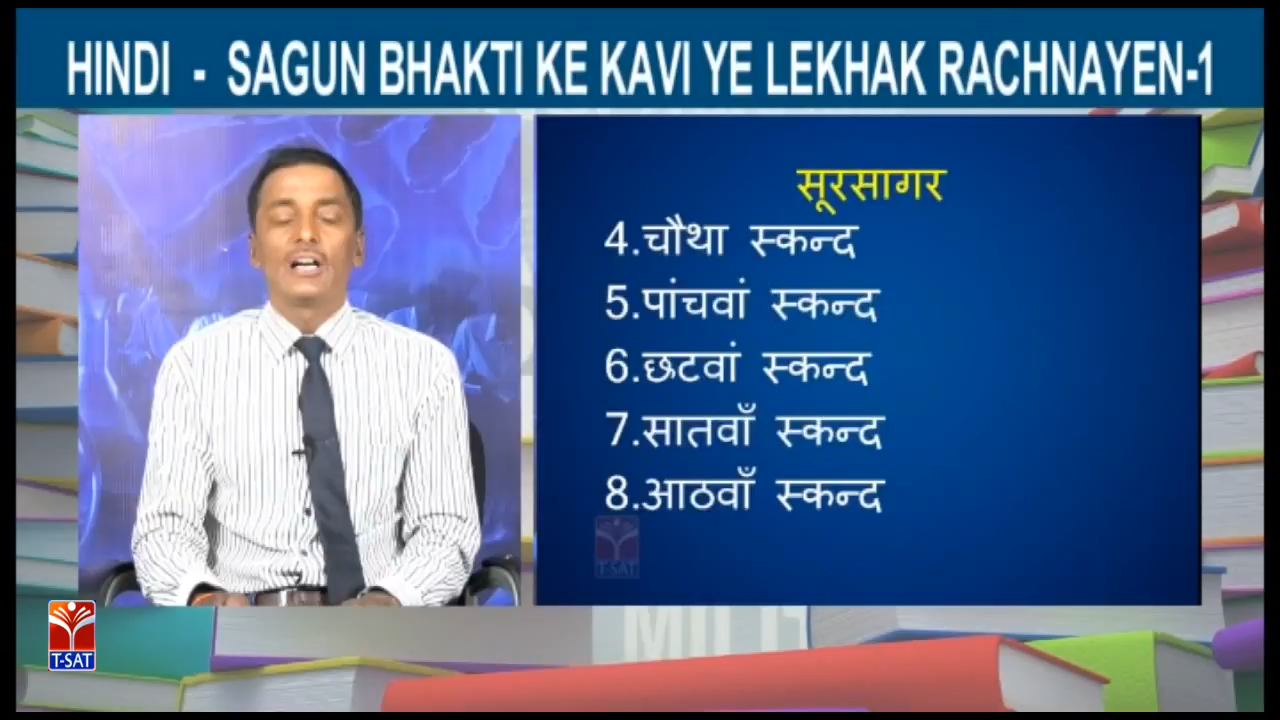 HINDI - SAGUN BHAKTI KE KAVI YE LEKHAK RACHNAYEN-1
सूरसागर
4.चौथा स्कन्द
5.पांचवां स्कन्द
6.छटवां स्कन्द
7.सातवाँ स्कन्द
8.आठवाँ स्कन्द
T-SAT
T-SAT